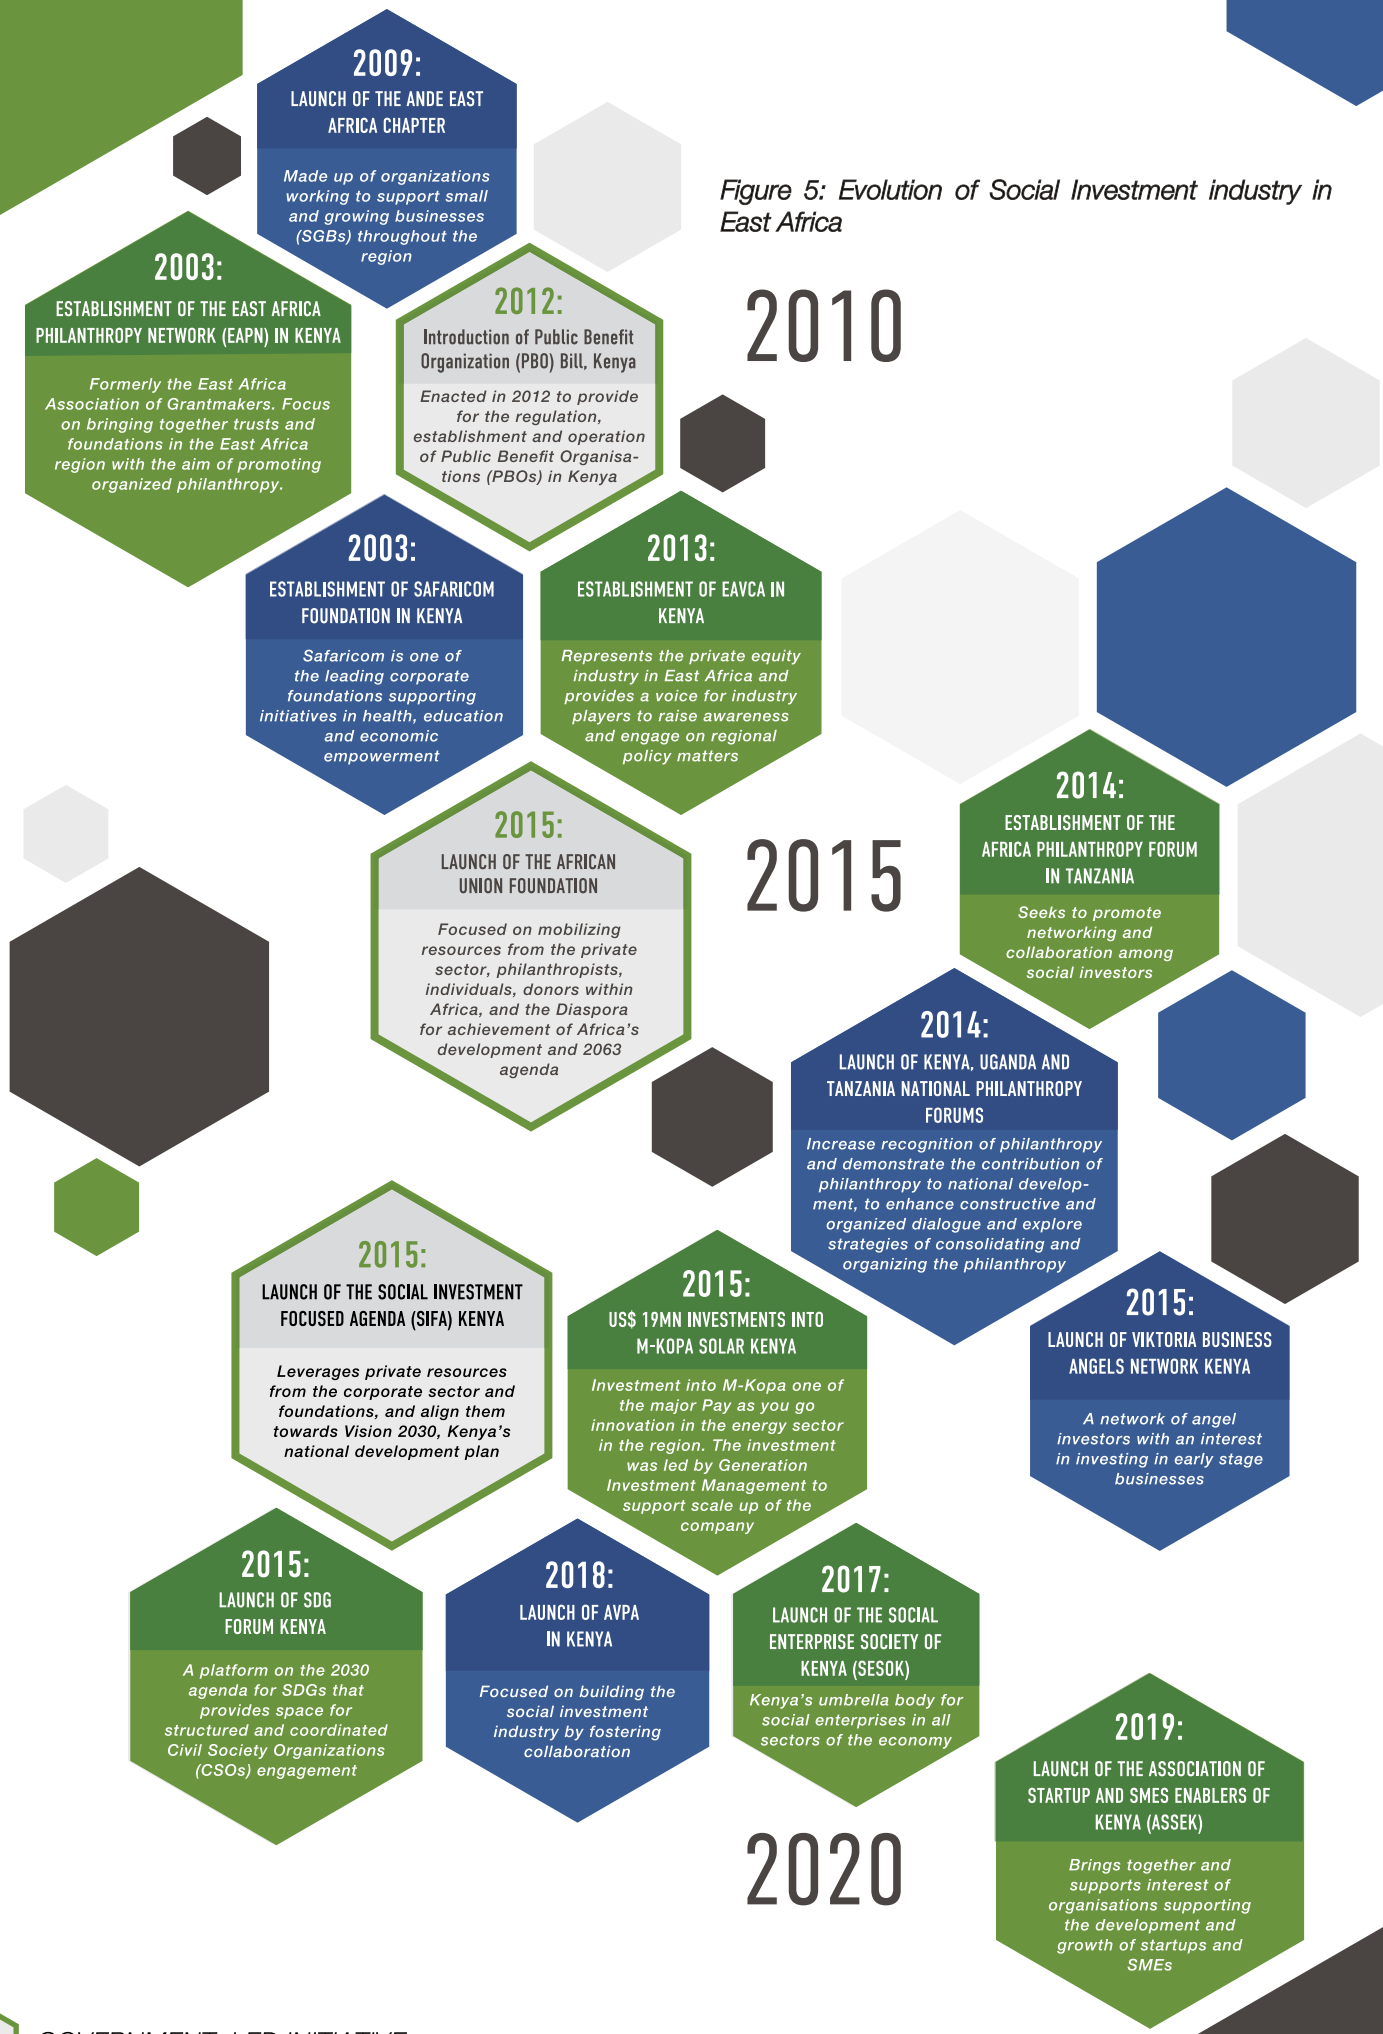 2009:
LAUNCH OF THE ANDE EAST
AFRICA CHAPTER
Made up of organizations
working to support small
and growing businesses
(SGBs) throughout the
region
Figure 5: Evolution of Social Investment industry in
East Africa
2003:
ESTABLISHMENT OF THE EAST AFRICA
PHILANTHROPY NETWORK (EAPN) IN KENYA
Formerly the East Africa
Association of Grantmakers. Focus
on bringing together trusts and
foundations in the East Africa
region with the aim of promoting
organized philanthropy.
2012:
Introduction of Public Benefit
Organization (PBO) Bill, Kenya
Enacted in 2012 to provide
for the regulation,
establishment and operation
of Public Benefit Organisa-
tions (PBOs) in Kenya
2010
2003:
ESTABLISHMENT OF SAFARICOM
FOUNDATION IN KENYA
Safaricom is one of
the leading corporate
foundations supporting
initiatives in health, education
and economic
empowerment
2013:
ESTABLISHMENT OF EAVCA IN
KENYA
Represents the private equity
industry in East Africa and
provides a voice for industry
players to raise awareness
and engage on regional
policy matters
2014:
ESTABLISHMENT OF THE
AFRICA PHILANTHROPY FORUM
IN TANZANIA
Seeks to promote
networking and
collaboration among
social investors
2015:
LAUNCH OF THE AFRICAN
UNION FOUNDATION
Focused on mobilizing
resources from the private
sector, philanthropists,
individuals, donors within
Africa, and the Diaspora
for achievement of Africa's
development and 2063
agenda
2015
2014:
LAUNCH OF KENYA, UGANDA AND
TANZANIA NATIONAL PHILANTHROPY
FORUMS
Increase recognition of philanthropy
and demonstrate the contribution of
philanthropy to national develop-
ment, to enhance constructive and
organized dialogue and explore
strategies of consolidating and
organizing the philanthropy
2015:
LAUNCH OF THE SOCIAL INVESTMENT
FOCUSED AGENDA (SIFA) KENYA
Leverages private resources
from the corporate sector and
foundations, and align them
towards Vision 2030, Kenya's
national development plan
2015:
US$ 19MN INVESTMENTS INTO
M-KOPA SOLAR KENYA
Investment into M-Kopa one of
the major Pay as you go
innovation in the energy sector
in the region. The investment
was led by Generation
Investment Management to
support scale up of the
company
2015:
LAUNCH OF VIKTORIA BUSINESS
ANGELS NETWORK KENYA
A network of angel
investors with an interest
in investing in early stage
businesses
2015:
LAUNCH OF SDG
FORUM KENYA
A platform on the 2030
agenda for SDGs that
provides space for
structured and coordinated
Civil Society Organizations
(CSOs) engagement
2018:
LAUNCH OF AVPA
IN KENYA
Focused on building the
social investment
industry by fostering
collaboration
2017:
LAUNCH OF THE SOCIAL
ENTERPRISE SOCIETY OF
KENYA (SESOK)
Kenya's umbrella body for
social enterprises in all
sectors of the economy
2019:
LAUNCH OF THE ASSOCIATION OF
STARTUP AND SMES ENABLERS OF
KENYA (ASSEK)
Brings together and
supports interest of
organisations supporting
the development and
growth of startups and
SMEs
2020
GOVERNMENT- LED INITIATIVE